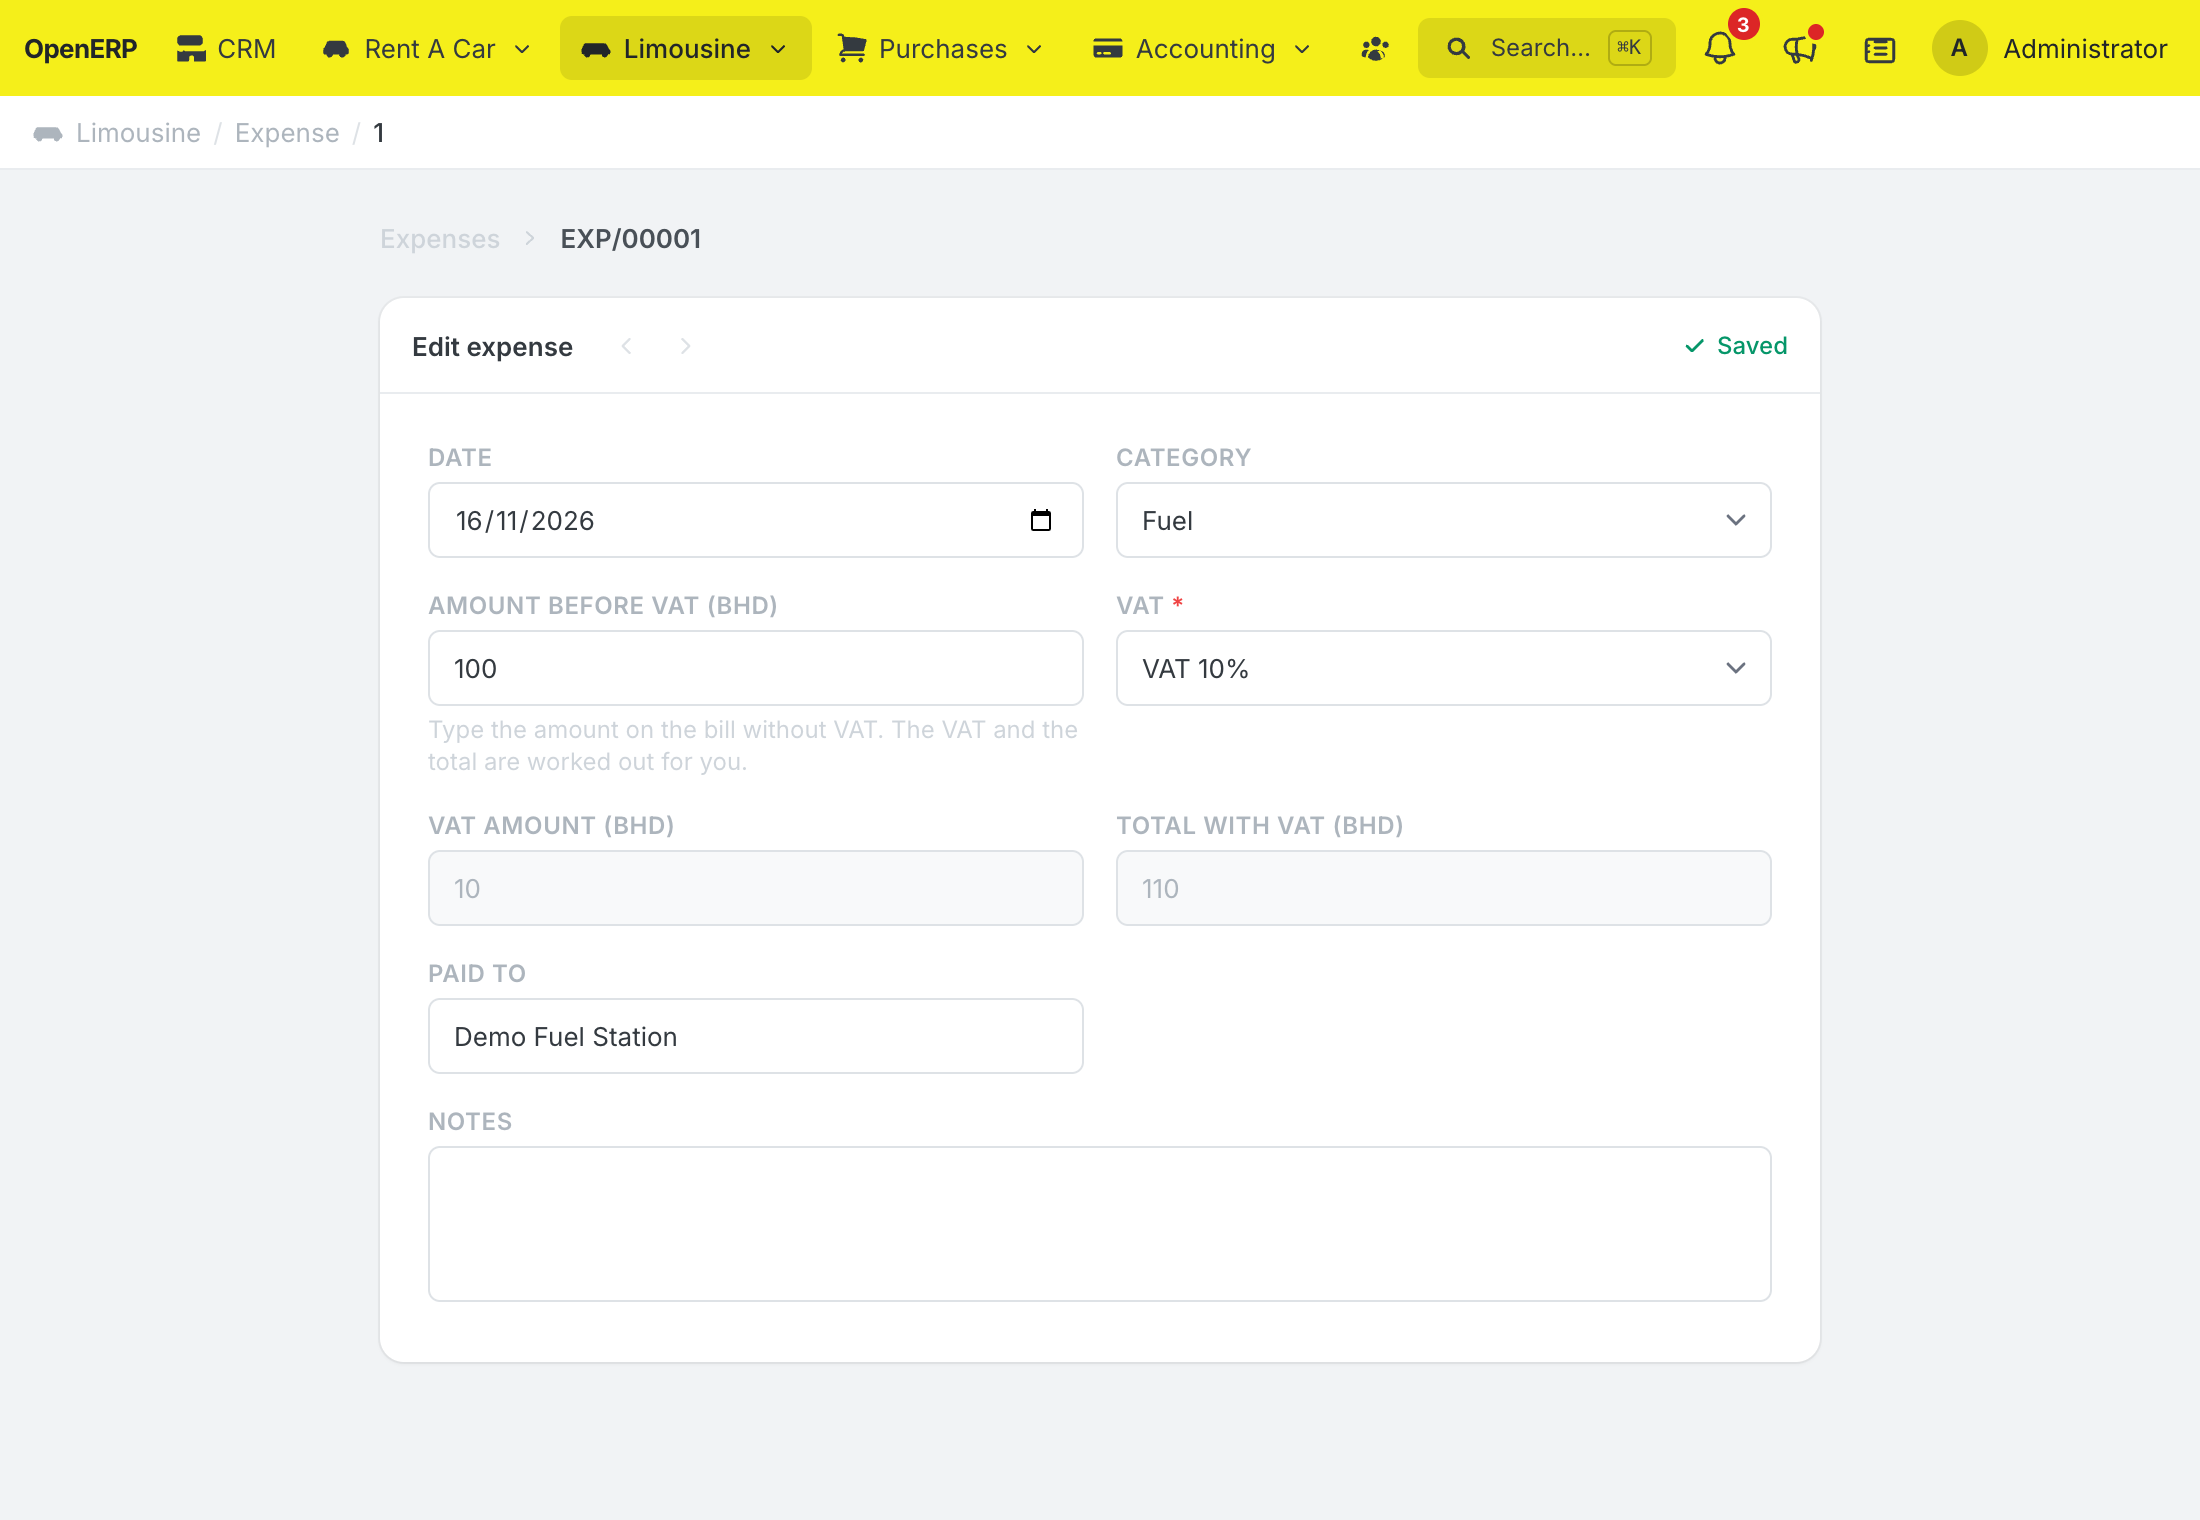 OpenERP CRM Rent A Car Limousine Purchases Accounting Search... ⌘K 3 A Administrator
Limousine / Expense / 1
Expenses > EXP/00001
Edit expense Saved
DATE CATEGORY
16/11/2026 Fuel
AMOUNT BEFORE VAT (BHD) VAT *
100 VAT 10%
Type the amount on the bill without VAT. The VAT and the
total are worked out for you.
VAT AMOUNT (BHD) TOTAL WITH VAT (BHD)
10 110
PAID TO
Demo Fuel Station
NOTES